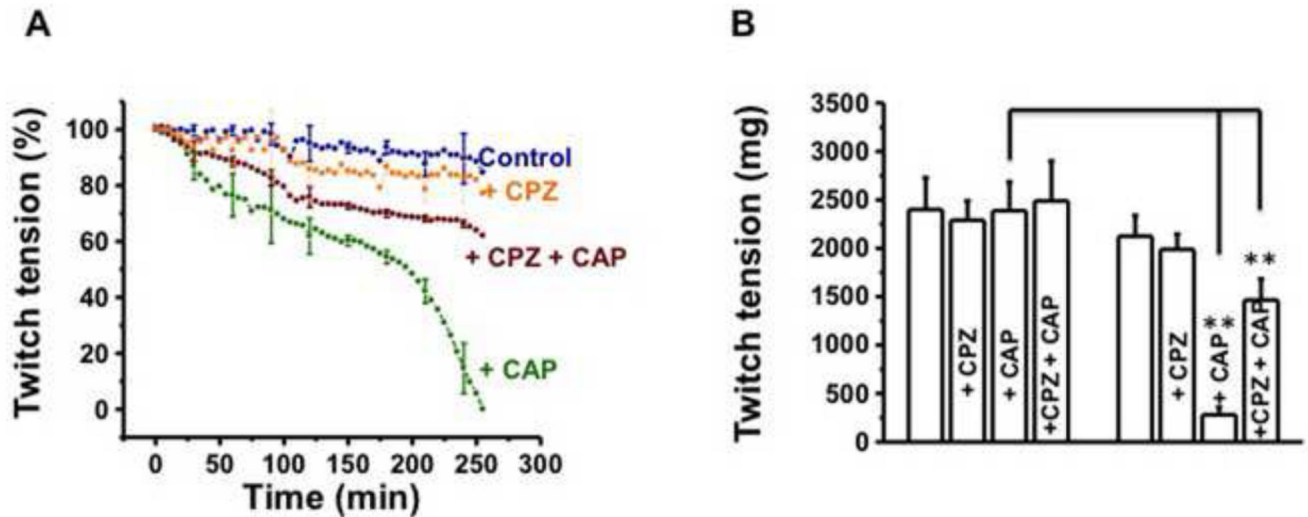 A
Twitch tension (%)
100
80
60
40
20
0
Control
+ CPZ
+ CPZ + CAP
+ CAP
0 50 100 150 200 250 300
Time (min)
B
Twitch tension (mg)
3500
3000
2500
2000
1500
1000
500
0
+ CPZ
+ CAP
+CPZ + CAP
+ CPZ
+ CAP
**
+CPZ + CAP
**